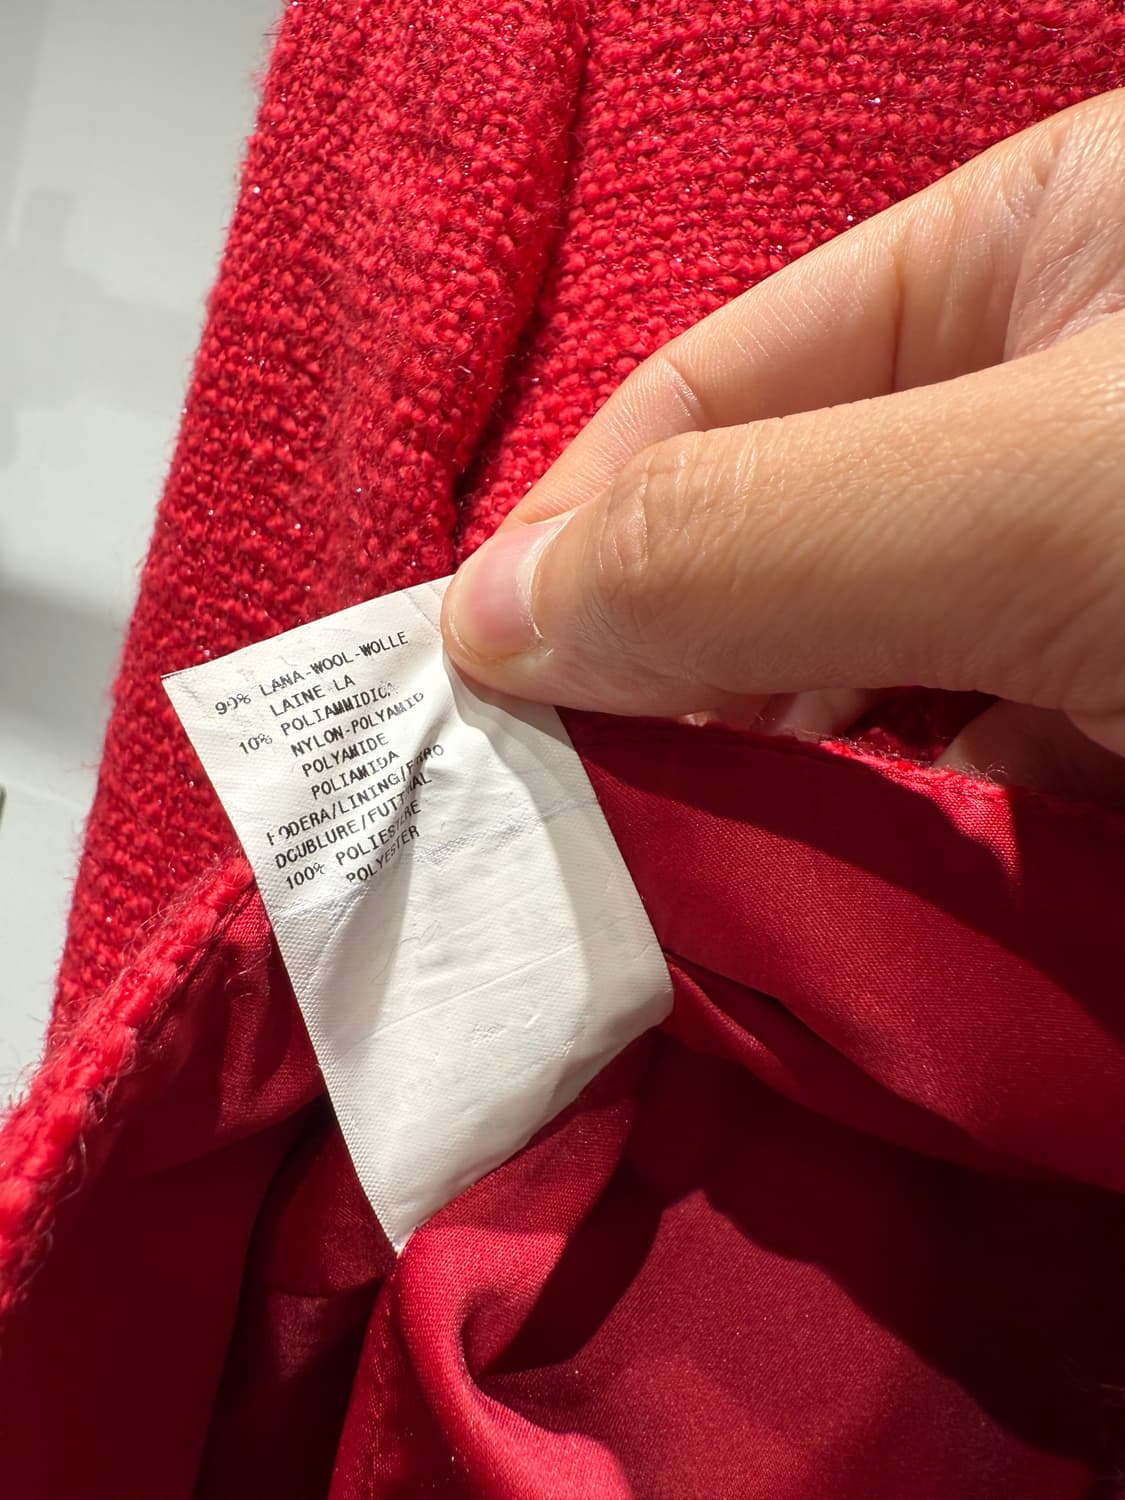 90% LANA-WOOL-WOLLE
LAINE LA
10% POLIAMMIDICA
NYLON-POLYAMID
POLYAMIDE
POLIAMIDA
FODERA/LINING/FORRO
DOUBLURE/FUTTERAL
100% POLIESTERE
POLYESTER